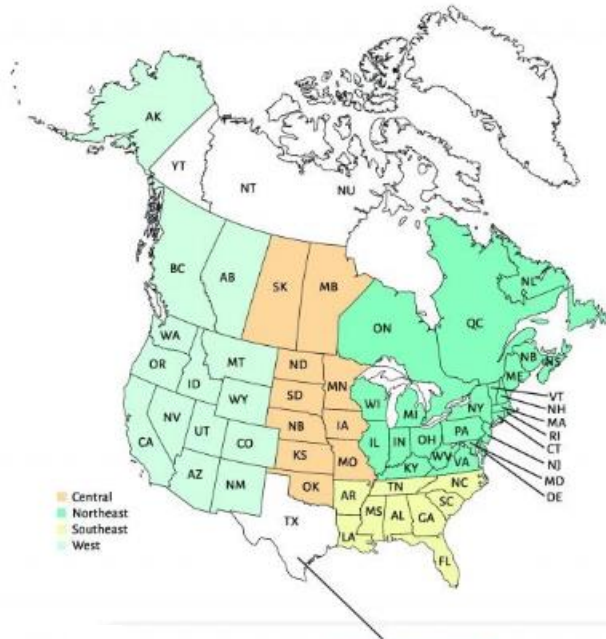 AK
YT
NT
NU
BC
AB
SK
MB
ON
QC
NL
NB
NS
ME
WA
OR
ID
MT
WY
NV
UT
CO
CA
AZ
NM
ND
SD
NB
KS
OK
MN
IA
MO
WI
MI
IL
IN
OH
PA
NY
WV
VA
KY
VT
NH
MA
RI
CT
NJ
MD
DE
TN
NC
SC
AR
MS
AL
GA
LA
FL
TX
Central
Northeast
Southeast
West